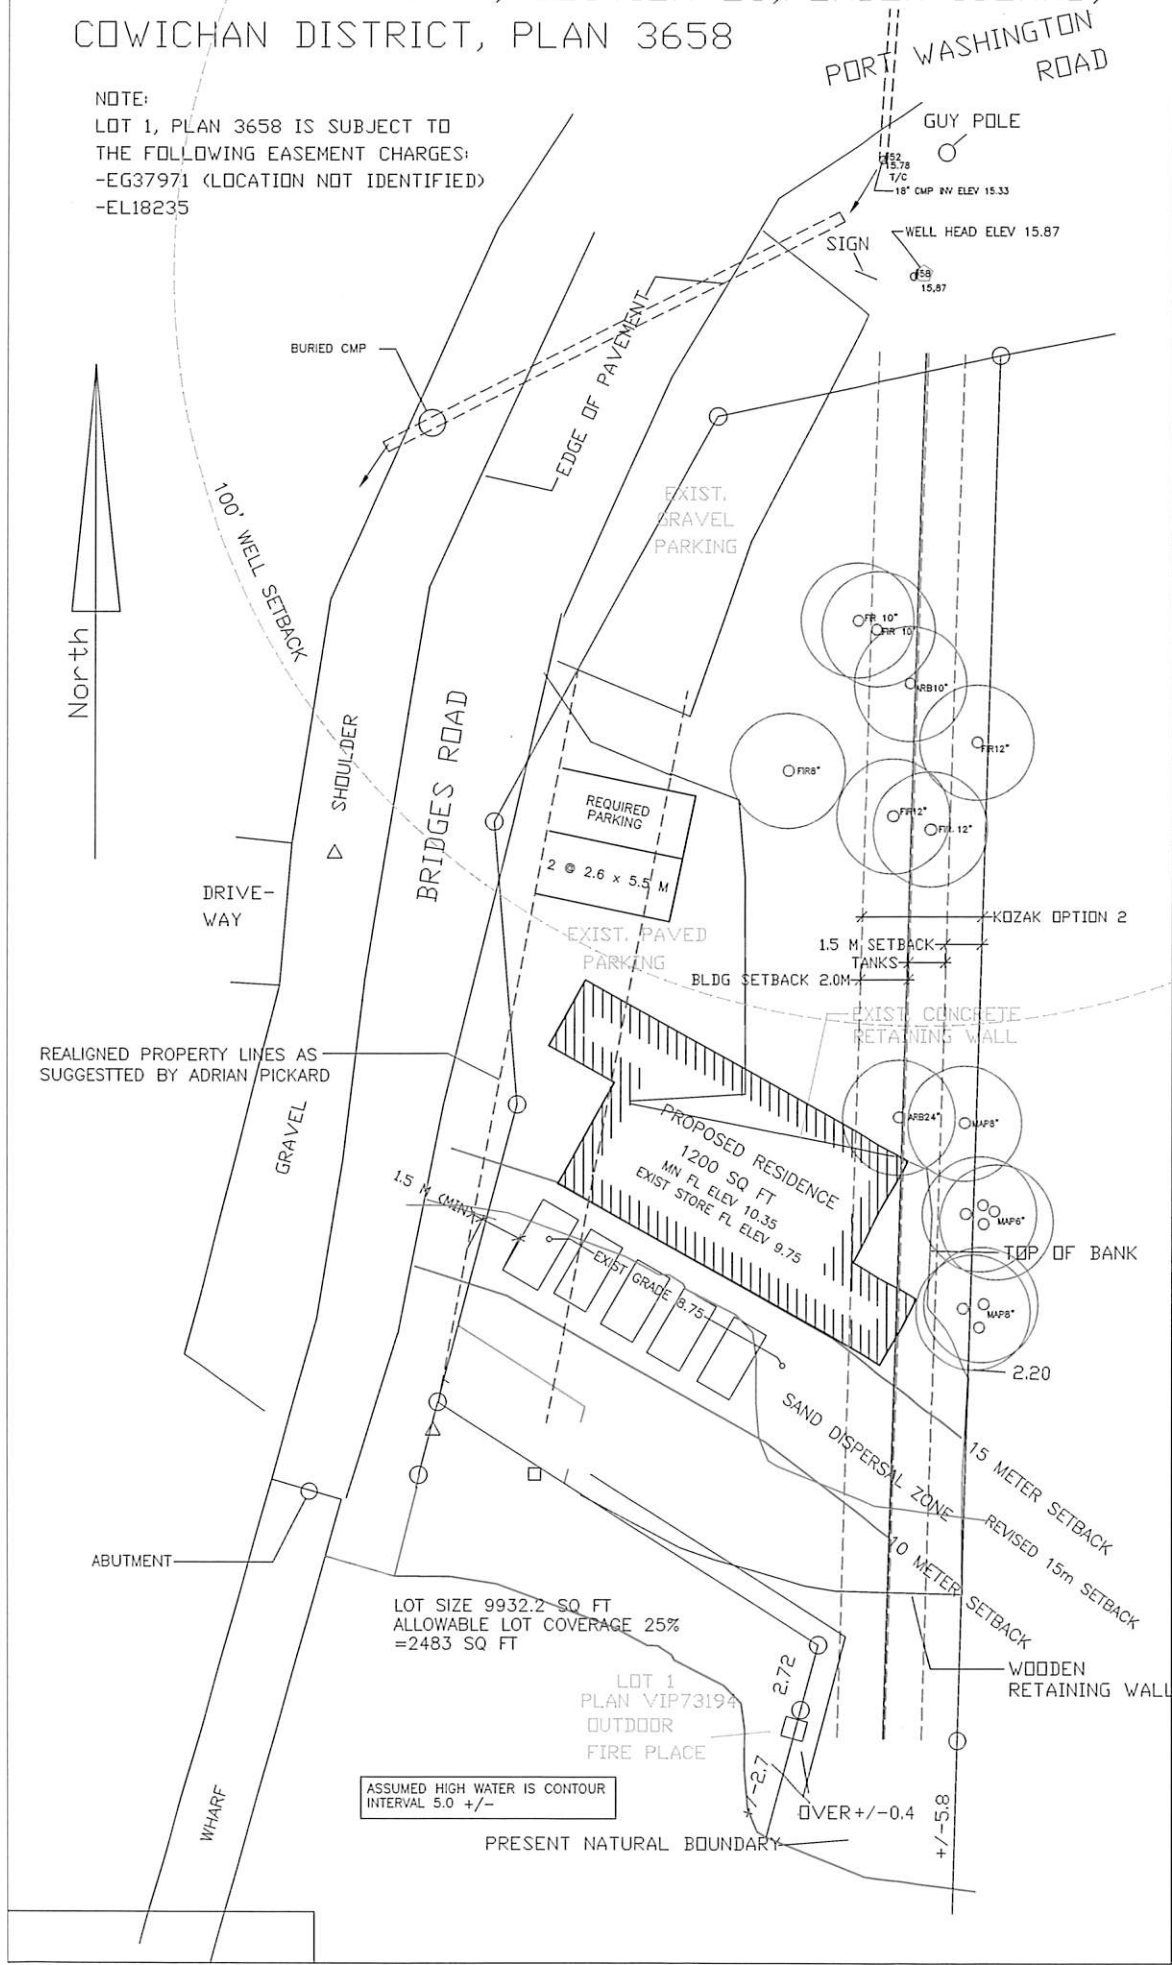 COWICHAN DISTRICT, PLAN 3658
PORT WASHINGTON
ROAD
NOTE:
LOT 1, PLAN 3658 IS SUBJECT TO
THE FOLLOWING EASEMENT CHARGES:
-EG37971 (LOCATION NOT IDENTIFIED)
-EL18235
GUY POLE
15.78
T/C
18" CMP INV ELEV 15.33
SIGN
WELL HEAD ELEV 15.87
15.87
BURIED CMP
EDGE OF PAVEMENT
100' WELL SETBACK
EXIST.
GRAVEL
PARKING
North
FIR 10"
FIR 10"
ARB10"
FIR12"
FIR8"
FIR12"
FIR 12"
SHOULDER
BRIDGES ROAD
REQUIRED
PARKING
2 @ 2.6 x 5.5 M
DRIVE-
WAY
KOZAK OPTION 2
EXIST. PAVED
PARKING
1.5 M SETBACK
TANKS
BLDG SETBACK 2.0M
EXIST. CONCRETE
RETAINING WALL
REALIGNED PROPERTY LINES AS
SUGGESTTED BY ADRIAN PICKARD
GRAVEL
PROPOSED RESIDENCE
1200 SQ FT
MN FL ELEV 10.35
EXIST STORE FL ELEV 9.75
ARB24"
MAP8"
MAP6"
1.5 M (MIN)
EXIST GRADE 8.75
TOP OF BANK
MAP8"
2.20
SAND DISPERSAL ZONE
15 METER SETBACK
REVISED 15m SETBACK
10 METER SETBACK
ABUTMENT
LOT SIZE 9932.2 SQ FT
ALLOWABLE LOT COVERAGE 25%
=2483 SQ FT
WOODEN
RETAINING WALL
2.72
LOT 1
PLAN VIP73194
OUTDOOR
FIRE PLACE
ASSUMED HIGH WATER IS CONTOUR
INTERVAL 5.0 +/-
+/-2.7
OVER+/-0.4
+/-5.8
WHARF
PRESENT NATURAL BOUNDARY